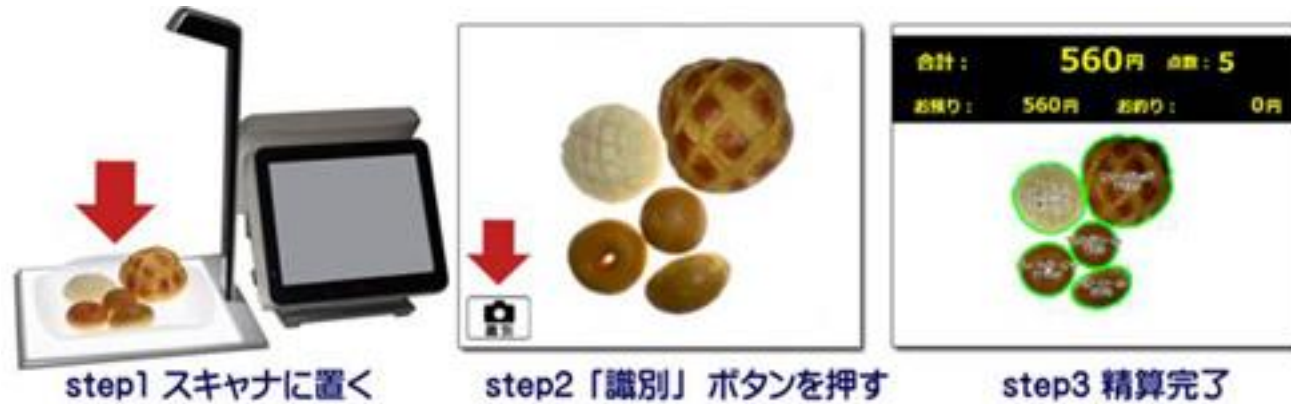 合計： 560円 点数：5
お預り： 560円 お釣り： 0円
識別
step1 スキャナに置く
step2 「識別」 ボタンを押す
step3 精算完了